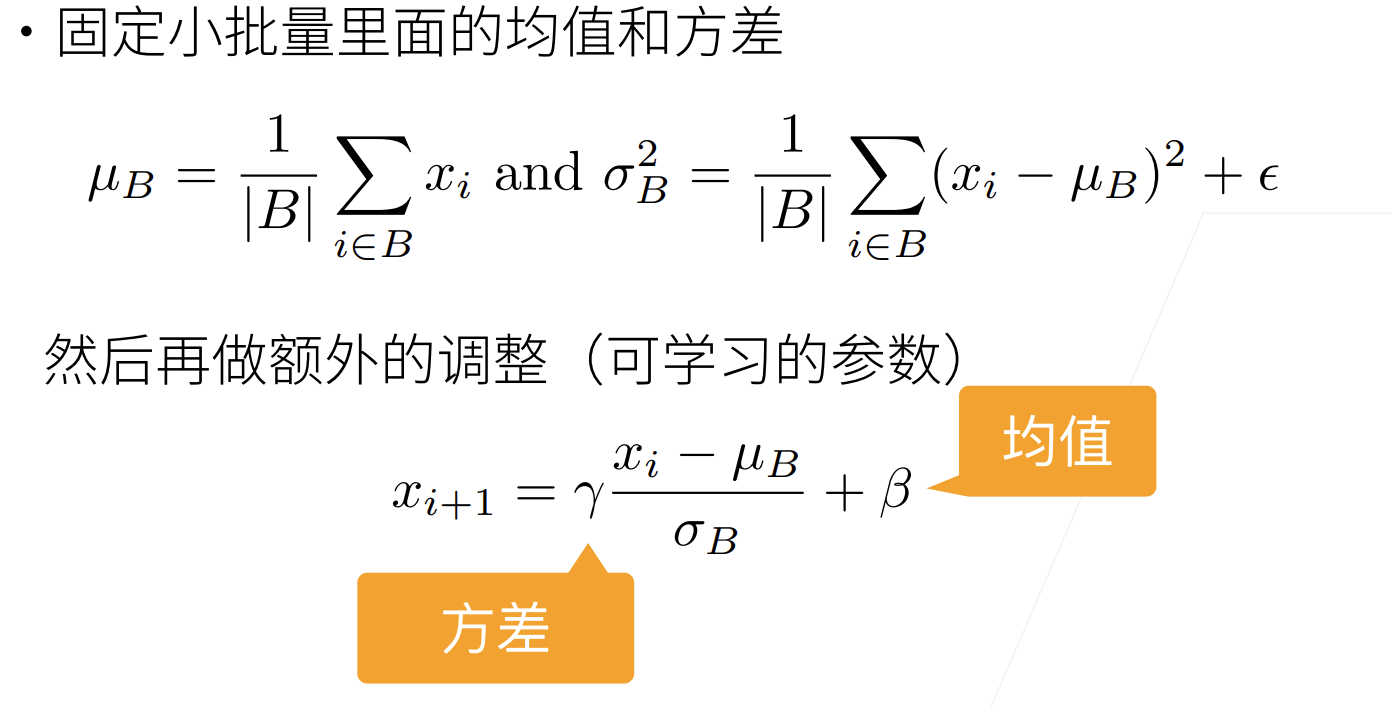 • 固定小批量里面的均值和方差
$\mu_B = \frac{1}{|B|} \sum_{i \in B} x_i \text{ and } \sigma_B^2 = \frac{1}{|B|} \sum_{i \in B} (x_i - \mu_B)^2 + \epsilon$
然后再做额外的调整（可学习的参数）
均值
$x_{i+1} = \gamma \frac{x_i - \mu_B}{\sigma_B} + \beta$
方差